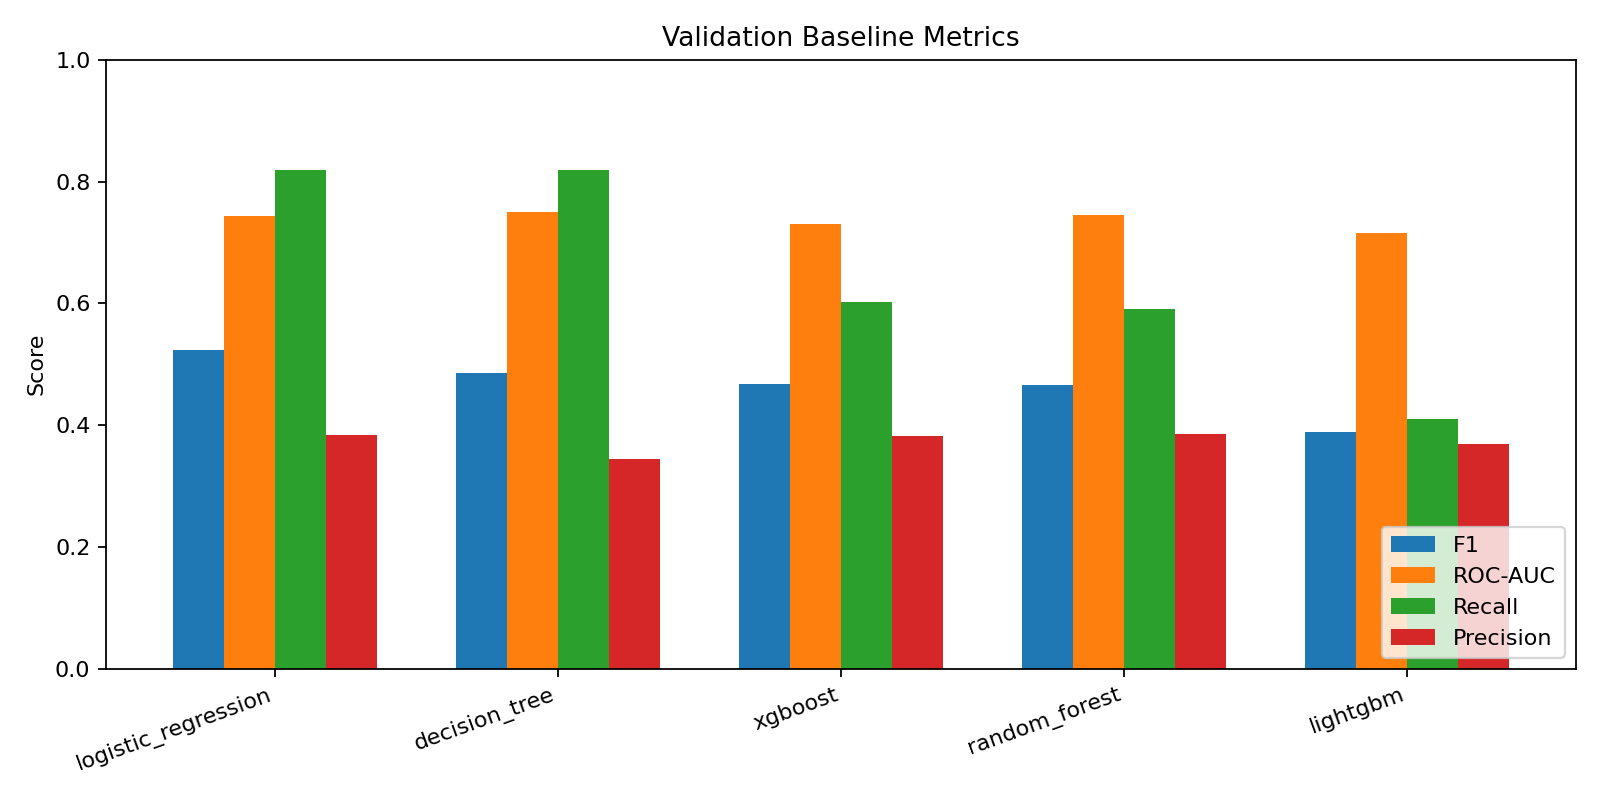 Validation Baseline Metrics
Score
1.0
0.8
0.6
0.4
0.2
0.0
logistic_regression
decision_tree
xgboost
random_forest
lightgbm
F1
ROC-AUC
Recall
Precision